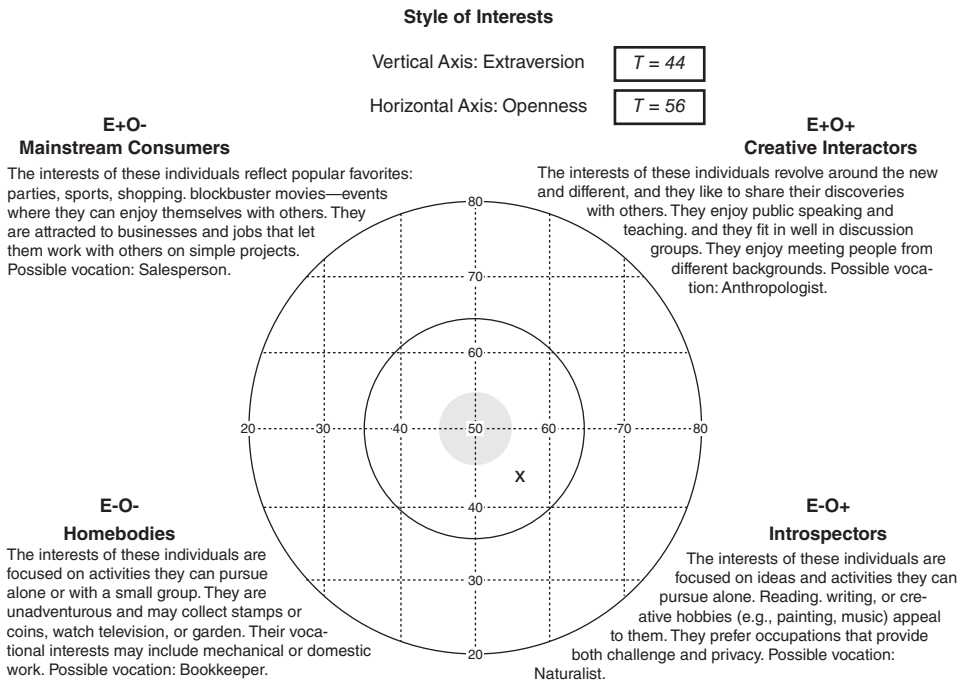 Style of Interests
Vertical Axis: Extraversion
T = 44
Horizontal Axis: Openness
T = 56
E+O-
Mainstream Consumers
The interests of these individuals reflect popular favorites:
parties, sports, shopping. blockbuster movies—events
where they can enjoy themselves with others. They
are attracted to businesses and jobs that let
them work with others on simple projects.
Possible vocation: Salesperson.
E+O+
Creative Interactors
The interests of these individuals revolve around the new
and different, and they like to share their discoveries
with others. They enjoy public speaking and
teaching. and they fit in well in discussion
groups. They enjoy meeting people from
different backgrounds. Possible voca-
tion: Anthropologist.
80
70
60
20 30 40 50 60 70 80
X
40
30
20
E-O-
Homebodies
The interests of these individuals are
focused on activities they can pursue
alone or with a small group. They are
unadventurous and may collect stamps or
coins, watch television, or garden. Their voca-
tional interests may include mechanical or domestic
work. Possible vocation: Bookkeeper.
E-O+
Introspectors
The interests of these individuals are
focused on ideas and activities they can
pursue alone. Reading. writing, or cre-
ative hobbies (e.g., painting, music) appeal
to them. They prefer occupations that provide
both challenge and privacy. Possible vocation:
Naturalist.